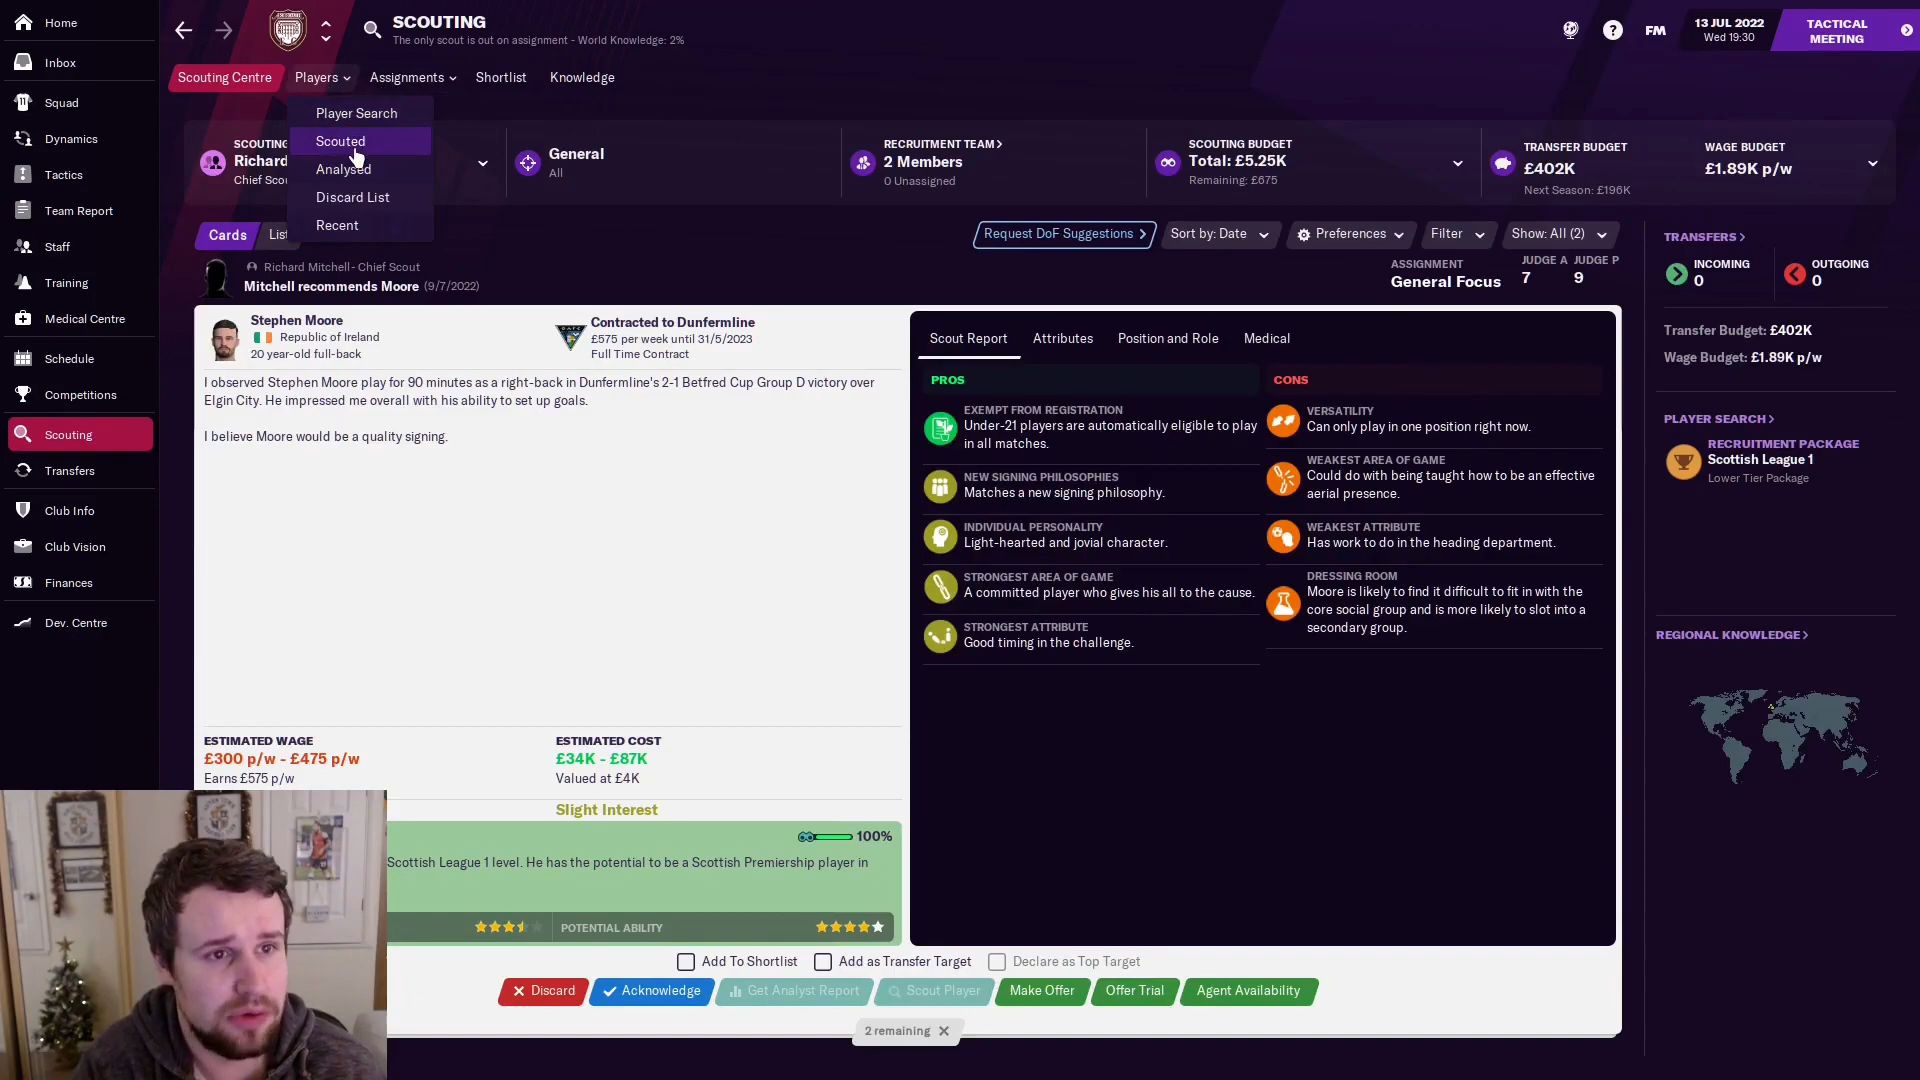 Home
Inbox
Squad
Dynamics
Tactics
Team Report
Staff
Training
Medical Centre
Schedule
Competitions
Scouting
Transfers
Club Info
Club Vision
Finances
Dev. Centre
SCOUTING
The only scout is out on assignment - World Knowledge: 2%
FM
13 JUL 2022
Wed 19:30
TACTICAL
MEETING
Scouting Centre
Players
Assignments
Shortlist
Knowledge
Player Search
Scouted
Analysed
Discard List
Recent
SCOUTING
Richard
Chief Scou
General
All
RECRUITMENT TEAM >
2 Members
0 Unassigned
SCOUTING BUDGET
Total: £5.25K
Remaining: £675
TRANSFER BUDGET
£402K
Next Season: £196K
WAGE BUDGET
£1.89K p/w
Cards
List
Request DoF Suggestions >
Sort by: Date
Preferences
Filter
Show: All (2)
Richard Mitchell - Chief Scout
Mitchell recommends Moore (9/7/2022)
ASSIGNMENT
General Focus
JUDGE A
7
JUDGE P
9
Stephen Moore
Republic of Ireland
20 year-old full-back
Contracted to Dunfermline
£575 per week until 31/5/2023
Full Time Contract
I observed Stephen Moore play for 90 minutes as a right-back in Dunfermline's 2-1 Betfred Cup Group D victory over
Elgin City. He impressed me overall with his ability to set up goals.
I believe Moore would be a quality signing.
ESTIMATED WAGE
£300 p/w - £475 p/w
Earns £575 p/w
ESTIMATED COST
£34K - £87K
Valued at £4K
Slight Interest
100%
Scottish League 1 level. He has the potential to be a Scottish Premiership player in
POTENTIAL ABILITY
Scout Report
Attributes
Position and Role
Medical
PROS
EXEMPT FROM REGISTRATION
Under-21 players are automatically eligible to play
in all matches.
NEW SIGNING PHILOSOPHIES
Matches a new signing philosophy.
INDIVIDUAL PERSONALITY
Light-hearted and jovial character.
STRONGEST AREA OF GAME
A committed player who gives his all to the cause.
STRONGEST ATTRIBUTE
Good timing in the challenge.
CONS
VERSATILITY
Can only play in one position right now.
WEAKEST AREA OF GAME
Could do with being taught how to be an effective
aerial presence.
WEAKEST ATTRIBUTE
Has work to do in the heading department.
DRESSING ROOM
Moore is likely to find it difficult to fit in with the
core social group and is more likely to slot into a
secondary group.
Add To Shortlist
Add as Transfer Target
Declare as Top Target
Discard
Acknowledge
Get Analyst Report
Scout Player
Make Offer
Offer Trial
Agent Availability
2 remaining
TRANSFERS >
INCOMING
0
OUTGOING
0
Transfer Budget: £402K
Wage Budget: £1.89K p/w
PLAYER SEARCH >
RECRUITMENT PACKAGE
Scottish League 1
Lower Tier Package
REGIONAL KNOWLEDGE >